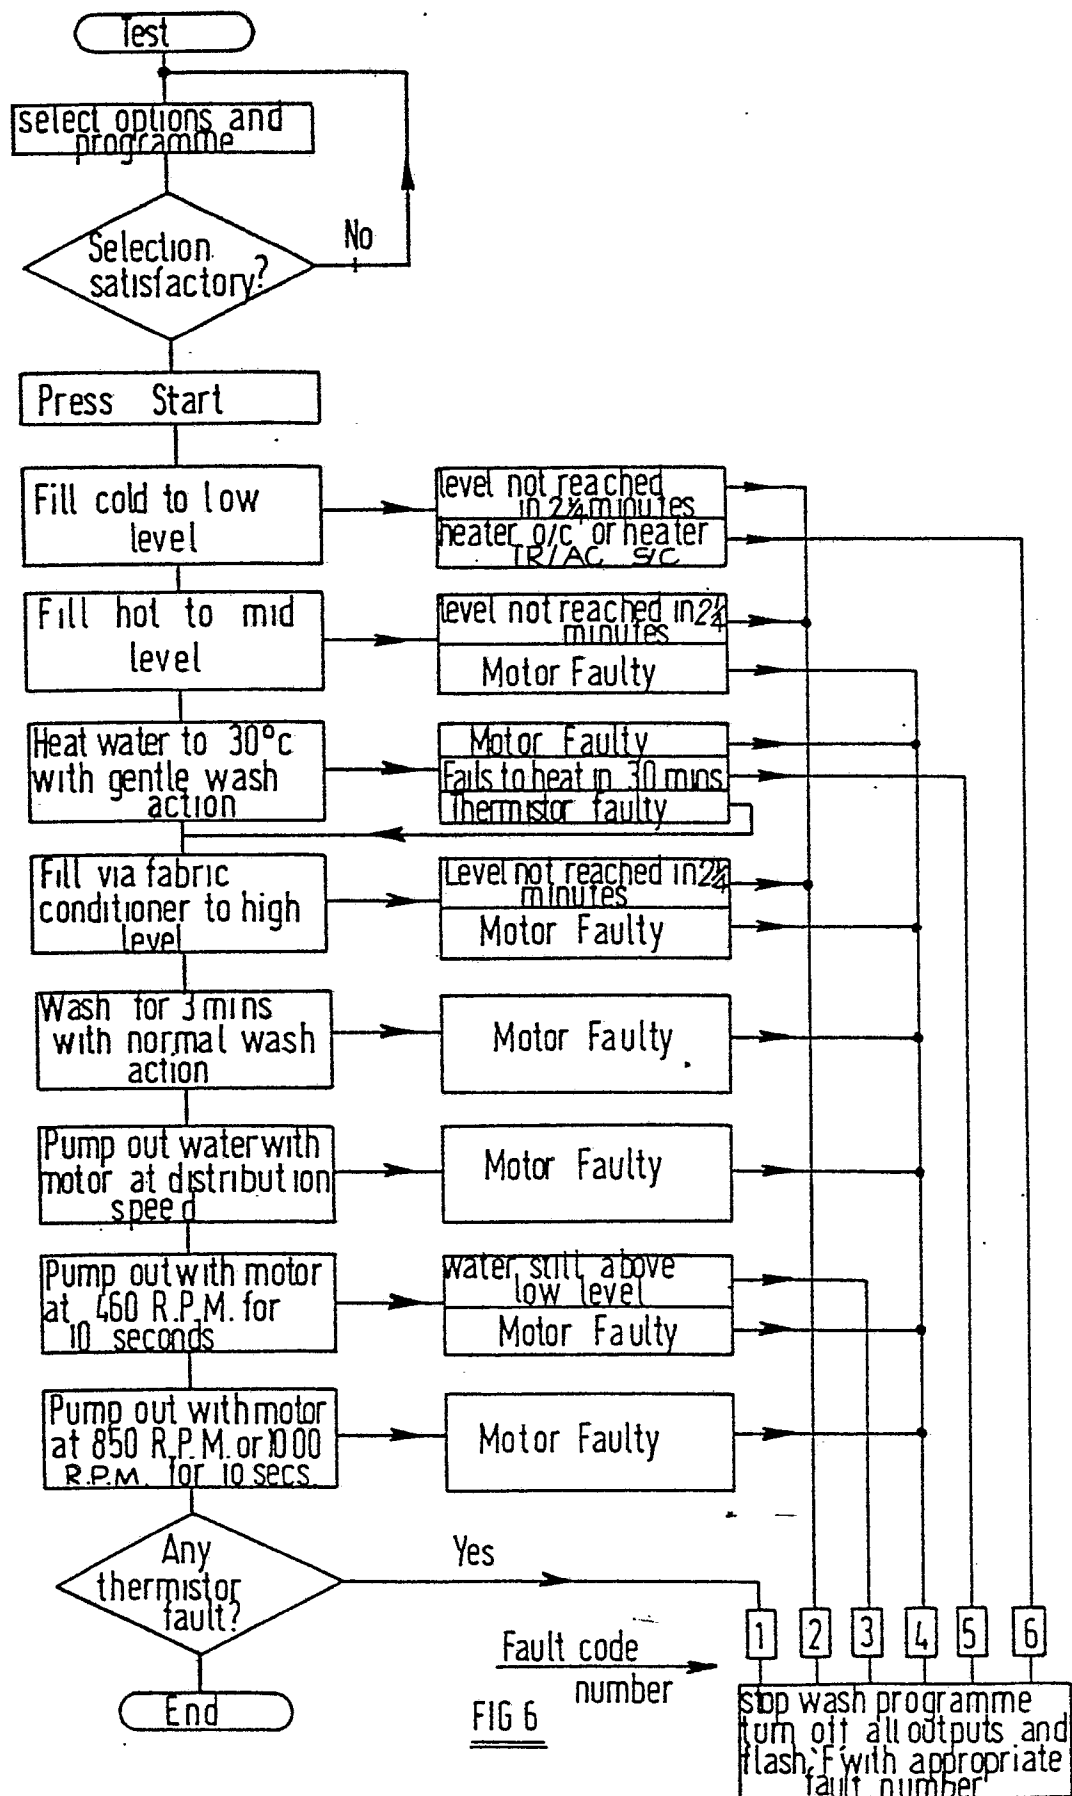 Test
select options and
programme
Selection
satisfactory?
No
Press Start
Fill cold to low
level
level not reached
in 2¼ minutes
heater o/c or heater
TR/AC S/C
Fill hot to mid
level
level not reached in 2¼
minutes
Motor Faulty
Heat water to 30°c
with gentle wash
action
Motor Faulty
Fails to heat in 30 mins
Thermistor faulty
Fill via fabric
conditioner to high
level
Level not reached in 2¼
minutes
Motor Faulty
Wash for 3 mins
with normal wash
action
Motor Faulty
Pump out water with
motor at distribution
speed
Motor Faulty
Pump out with motor
at 460 R.P.M. for
10 seconds
water still above
low level
Motor Faulty
Pump out with motor
at 850 R.P.M. or 1000
R.P.M. for 10 secs
Motor Faulty
Any
thermistor
fault?
Yes
1 2 3 4 5 6
Fault code
number
End
FIG 6
stop wash programme
turn off all outputs and
flash 'F' with appropriate
fault number